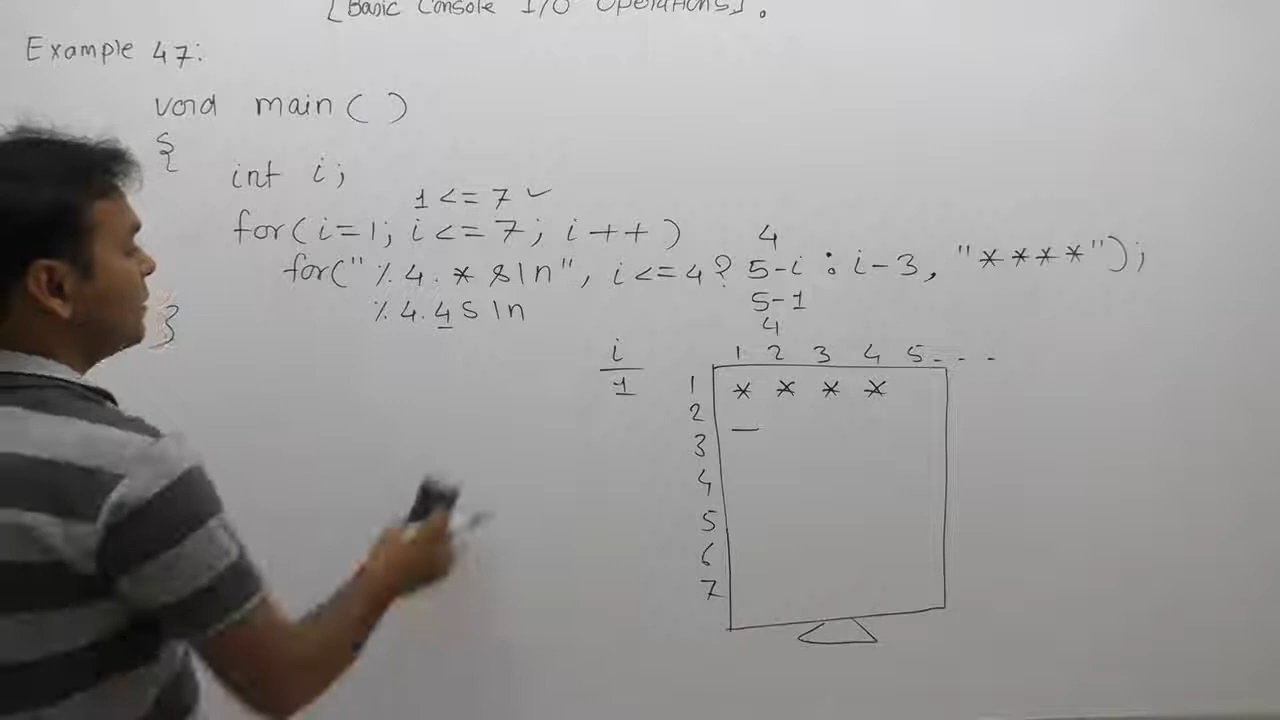 [Basic Console I/O Operations].
Example 47:
void main( )
{
int i;
1 <= 7 ✓
for(i=1; i<=7; i++)
4
for("%4.*s\n", i<=4? 5-i : i-3, "****");
5-1
%4.4s\n
4
}
i
1 2 3 4 5 - - -
1
1 * * * *
2
_
3
4
5
6
7